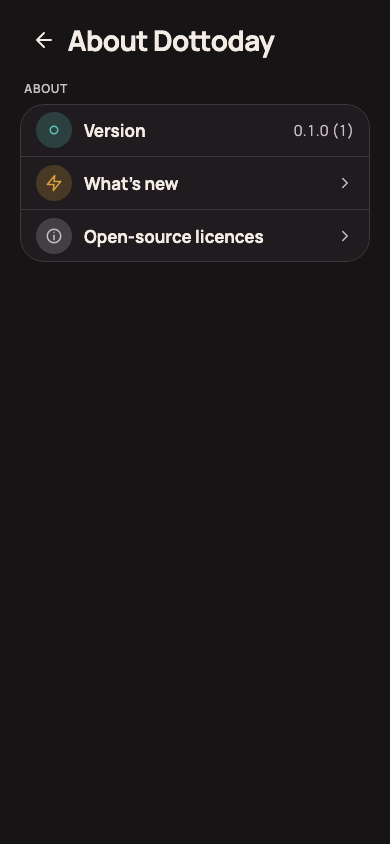 About Dottoday
ABOUT
Version 0.1.0 (1)
What's new
Open-source licences